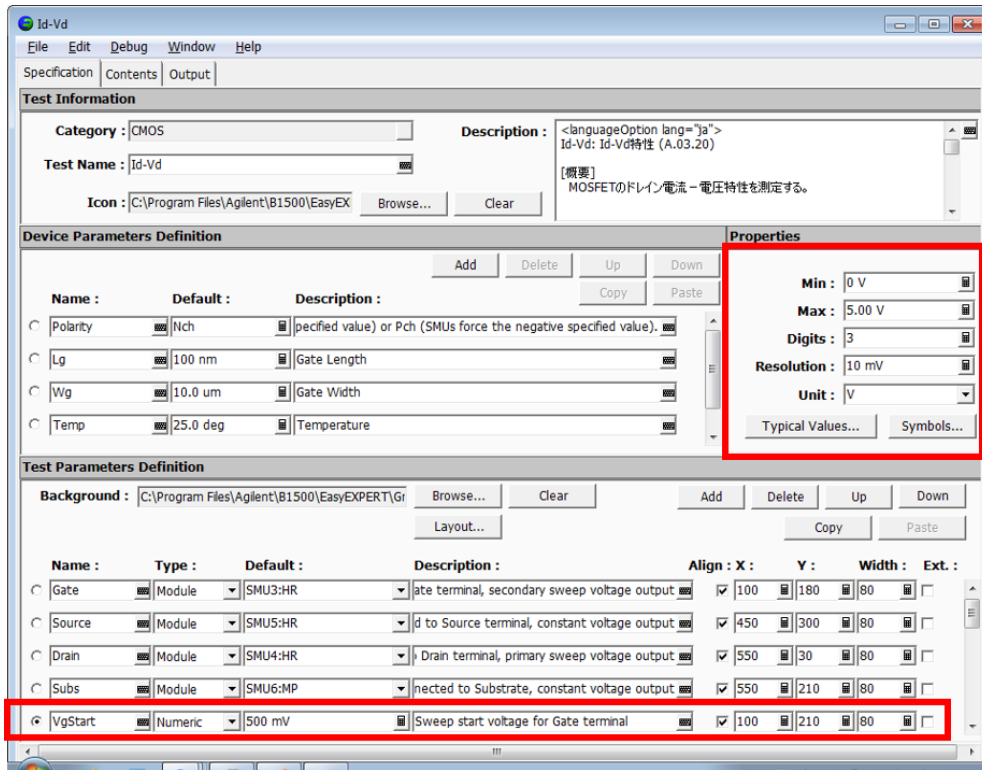 Id-Vd
File Edit Debug Window Help
Specification Contents Output
Test Information
Category : CMOS
Test Name : Id-Vd
Icon : C:\Program Files\Agilent\B1500\EasyEX Browse... Clear
Description : <languageOption lang="ja">
Id-Vd: Id-Vd特性 (A.03.20)
[概要]
MOSFETのドレイン電流－電圧特性を測定する。
Device Parameters Definition
Add Delete Up Down
Copy Paste
Name : Default : Description :
Polarity Nch pecified value) or Pch (SMUs force the negative specified value).
Lg 100 nm Gate Length
Wg 10.0 um Gate Width
Temp 25.0 deg Temperature
Properties
Min : 0 V
Max : 5.00 V
Digits : 3
Resolution : 10 mV
Unit : V
Typical Values... Symbols...
Test Parameters Definition
Background : C:\Program Files\Agilent\B1500\EasyEXPERT\Gr Browse... Clear Add Delete Up Down
Layout... Copy Paste
Name : Type : Default : Description : Align : X : Y : Width : Ext. :
Gate Module SMU3:HR ate terminal, secondary sweep voltage output 100 180 80
Source Module SMU5:HR d to Source terminal, constant voltage output 450 300 80
Drain Module SMU4:HR Drain terminal, primary sweep voltage output 550 30 80
Subs Module SMU6:MP nected to Substrate, constant voltage output 550 210 80
VgStart Numeric 500 mV Sweep start voltage for Gate terminal 100 210 80